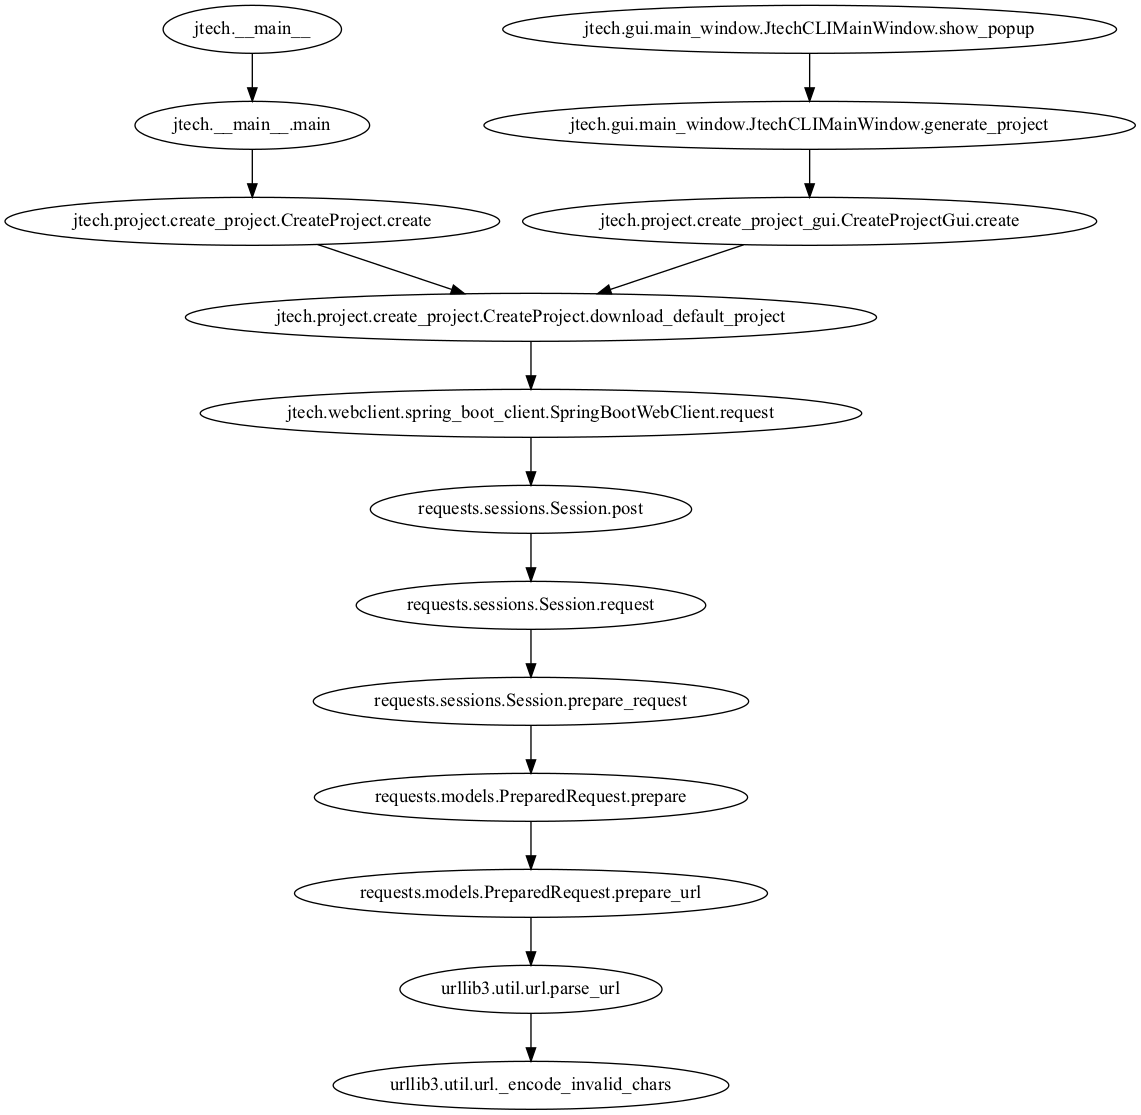 jtech.__main__
jtech.gui.main_window.JtechCLIMainWindow.show_popup
jtech.__main__.main
jtech.gui.main_window.JtechCLIMainWindow.generate_project
jtech.project.create_project.CreateProject.create
jtech.project.create_project_gui.CreateProjectGui.create
jtech.project.create_project.CreateProject.download_default_project
jtech.webclient.spring_boot_client.SpringBootWebClient.request
requests.sessions.Session.post
requests.sessions.Session.request
requests.sessions.Session.prepare_request
requests.models.PreparedRequest.prepare
requests.models.PreparedRequest.prepare_url
urllib3.util.url.parse_url
urllib3.util.url._encode_invalid_chars